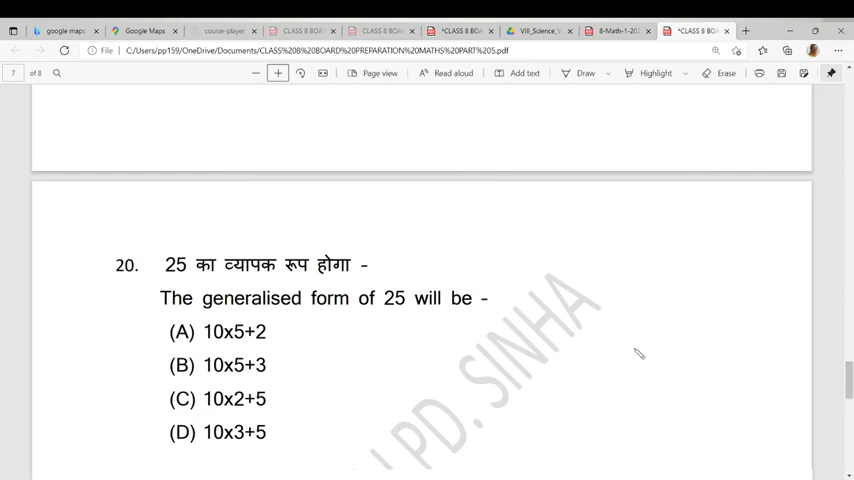 google maps
Google Maps
course-player
CLASS 8 BOAR
CLASS 8 BOAR
*CLASS 8 BOA
VIII_Science_V
8-Math-1-202
*CLASS 8 BOA
File
C:/Users/pp159/OneDrive/Documents/CLASS%208%20BOARD%20PREPARATION%20MATHS%20PART%205.pdf
7 of 8
Page view
Read aloud
Add text
Draw
Highlight
Erase
20. 25 का व्यापक रूप होगा -
The generalised form of 25 will be -
(A) 10x5+2
(B) 10x5+3
(C) 10x2+5
(D) 10x3+5
PD. SINHA